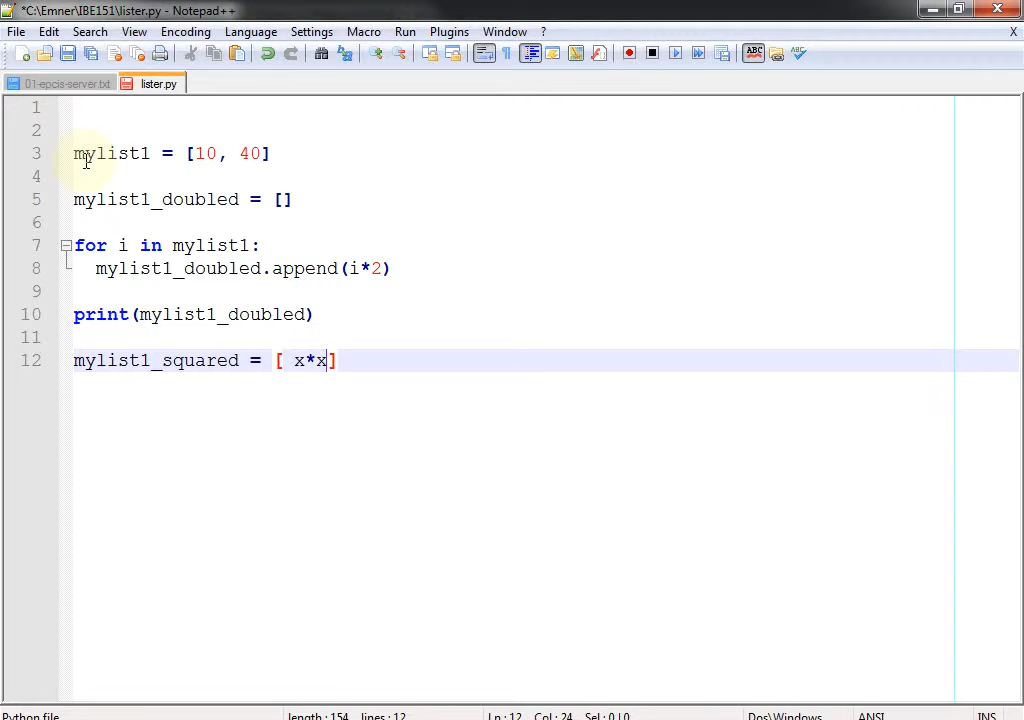 *C:\Emner\IBE151\lister.py - Notepad++
File Edit Search View Encoding Language Settings Macro Run Plugins Window ? X
ABC ABC
01-epcis-server.txt lister.py
1
2
3 mylist1 = [10, 40]
4
5 mylist1_doubled = []
6
7 for i in mylist1:
8 mylist1_doubled.append(i*2)
9
10 print(mylist1_doubled)
11
12 mylist1_squared = [ x*x]
Python file length : 154 lines : 12 Ln : 12 Col : 24 Sel : 0 | 0 Dos\Windows ANSI INS